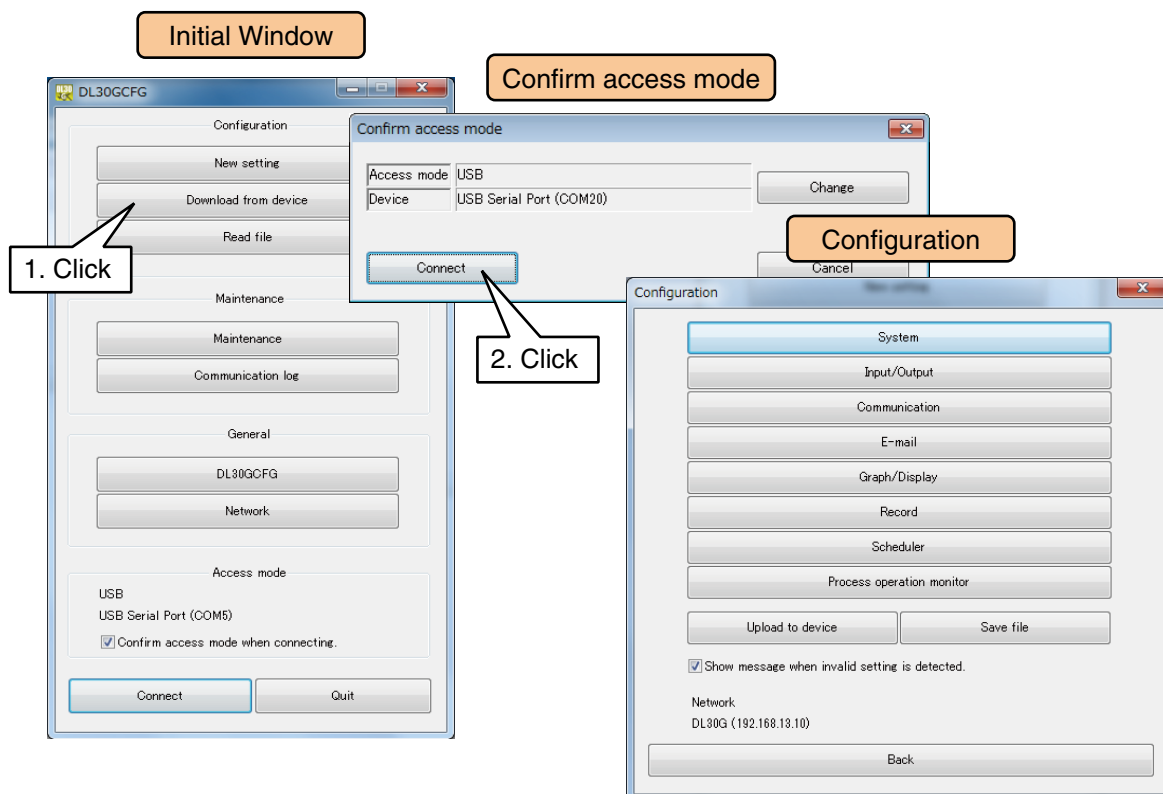 Initial Window
DL30GCFG
Configuration
New setting
Download from device
Read file
1. Click
Maintenance
Maintenance
Communication log
General
DL30GCFG
Network
Access mode
USB
USB Serial Port (COM5)
Confirm access mode when connecting.
Connect
Quit
Confirm access mode
Confirm access mode
Access mode
USB
Device
USB Serial Port (COM20)
Change
Connect
Cancel
2. Click
Configuration
Configuration
New setting
System
Input/Output
Communication
E-mail
Graph/Display
Record
Scheduler
Process operation monitor
Upload to device
Save file
Show message when invalid setting is detected.
Network
DL30G (192.168.13.10)
Back